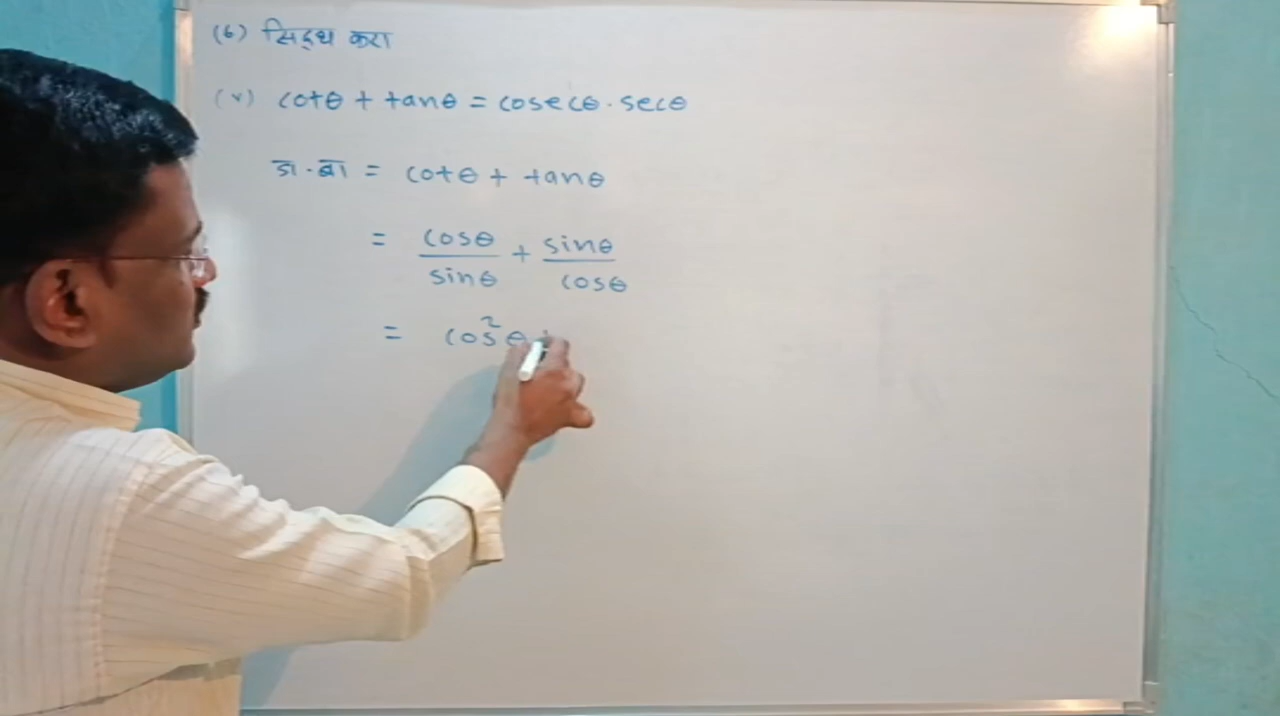 (6) सिद्ध करा
(v) cotθ + tanθ = cosecθ · secθ
डा. बा = cotθ + tanθ
= cosθ/sinθ + sinθ/cosθ
= cos²θ +